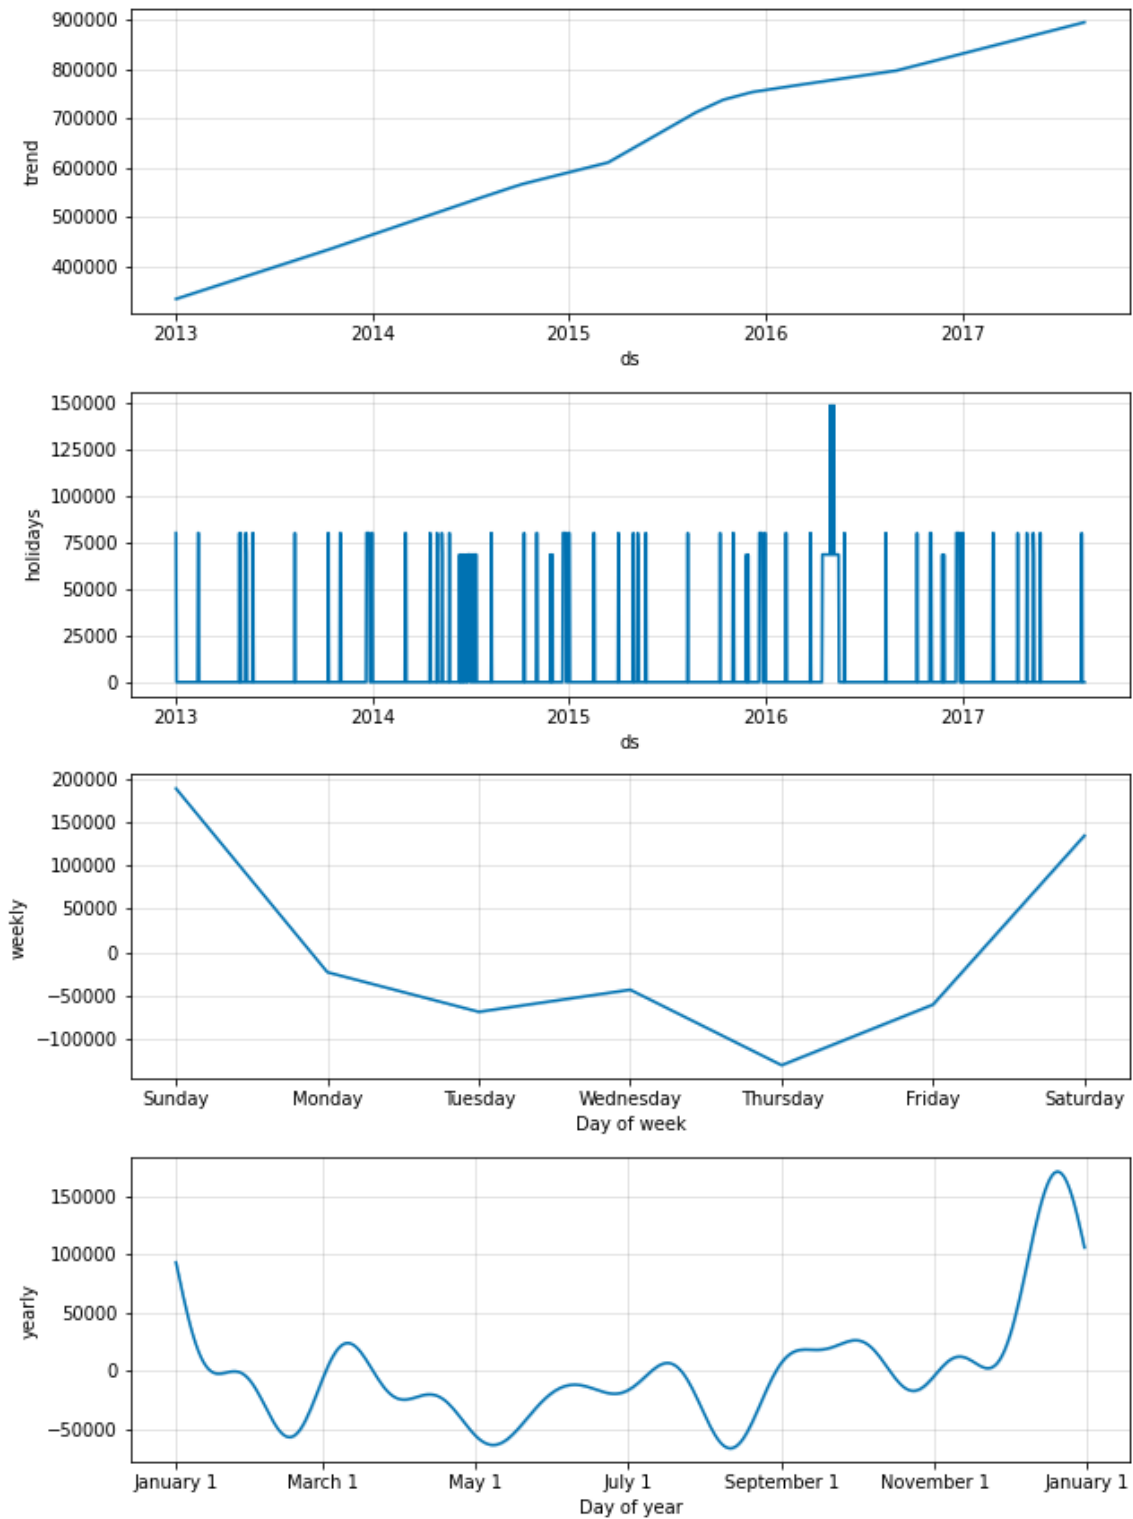 900000
800000
700000
600000
500000
400000
trend
2013 2014 2015 2016 2017
ds
150000
125000
100000
75000
50000
25000
0
holidays
2013 2014 2015 2016 2017
ds
200000
150000
100000
50000
0
−50000
−100000
weekly
Sunday Monday Tuesday Wednesday Thursday Friday Saturday
Day of week
150000
100000
50000
0
−50000
yearly
January 1 March 1 May 1 July 1 September 1 November 1 January 1
Day of year